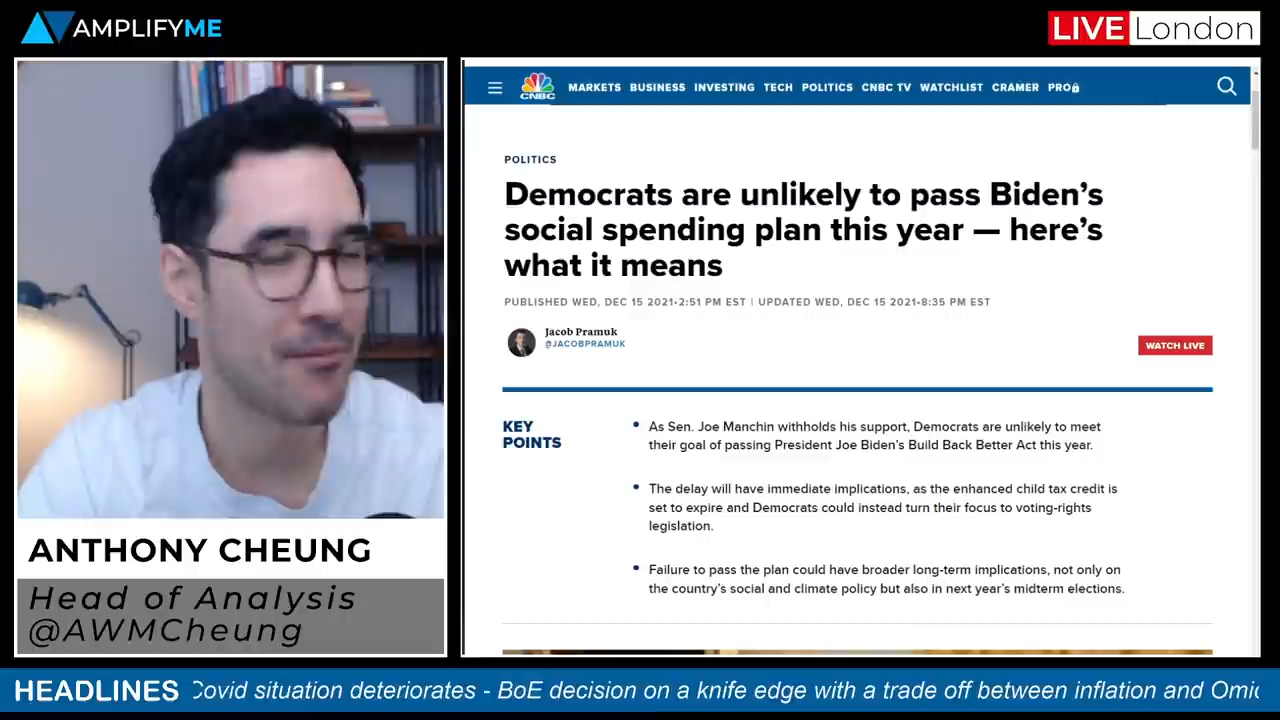 AMPLIFYME
LIVE London
CNBC
MARKETS BUSINESS INVESTING TECH POLITICS CNBC TV WATCHLIST CRAMER PRO
POLITICS
Democrats are unlikely to pass Biden’s
social spending plan this year — here’s
what it means
PUBLISHED WED, DEC 15 2021•2:51 PM EST | UPDATED WED, DEC 15 2021•8:35 PM EST
Jacob Pramuk
@JACOBPRAMUK
WATCH LIVE
KEY
POINTS
• As Sen. Joe Manchin withholds his support, Democrats are unlikely to meet
their goal of passing President Joe Biden’s Build Back Better Act this year.
• The delay will have immediate implications, as the enhanced child tax credit is
set to expire and Democrats could instead turn their focus to voting-rights
legislation.
• Failure to pass the plan could have broader long-term implications, not only on
the country’s social and climate policy but also in next year’s midterm elections.
ANTHONY CHEUNG
Head of Analysis
@AWMCheung
HEADLINES Covid situation deteriorates - BoE decision on a knife edge with a trade off between inflation and Omic